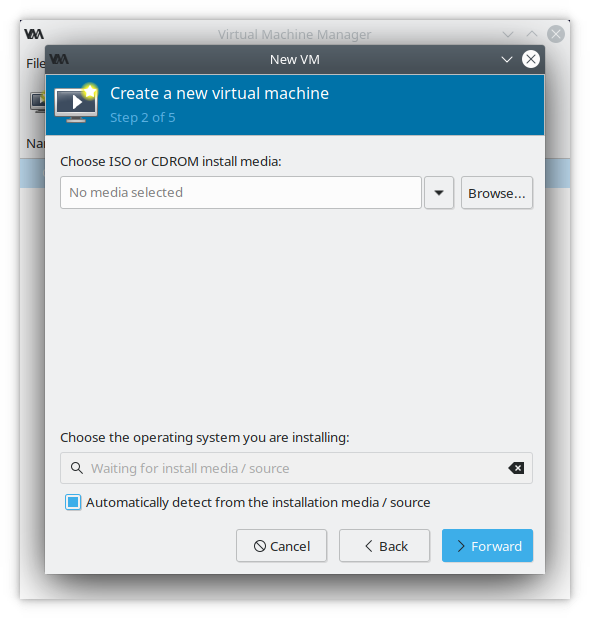 VMM
Virtual Machine Manager
File
VMM
New VM
Create a new virtual machine
Step 2 of 5
Choose ISO or CDROM install media:
No media selected
Browse...
Choose the operating system you are installing:
Waiting for install media / source
Automatically detect from the installation media / source
Cancel
Back
Forward